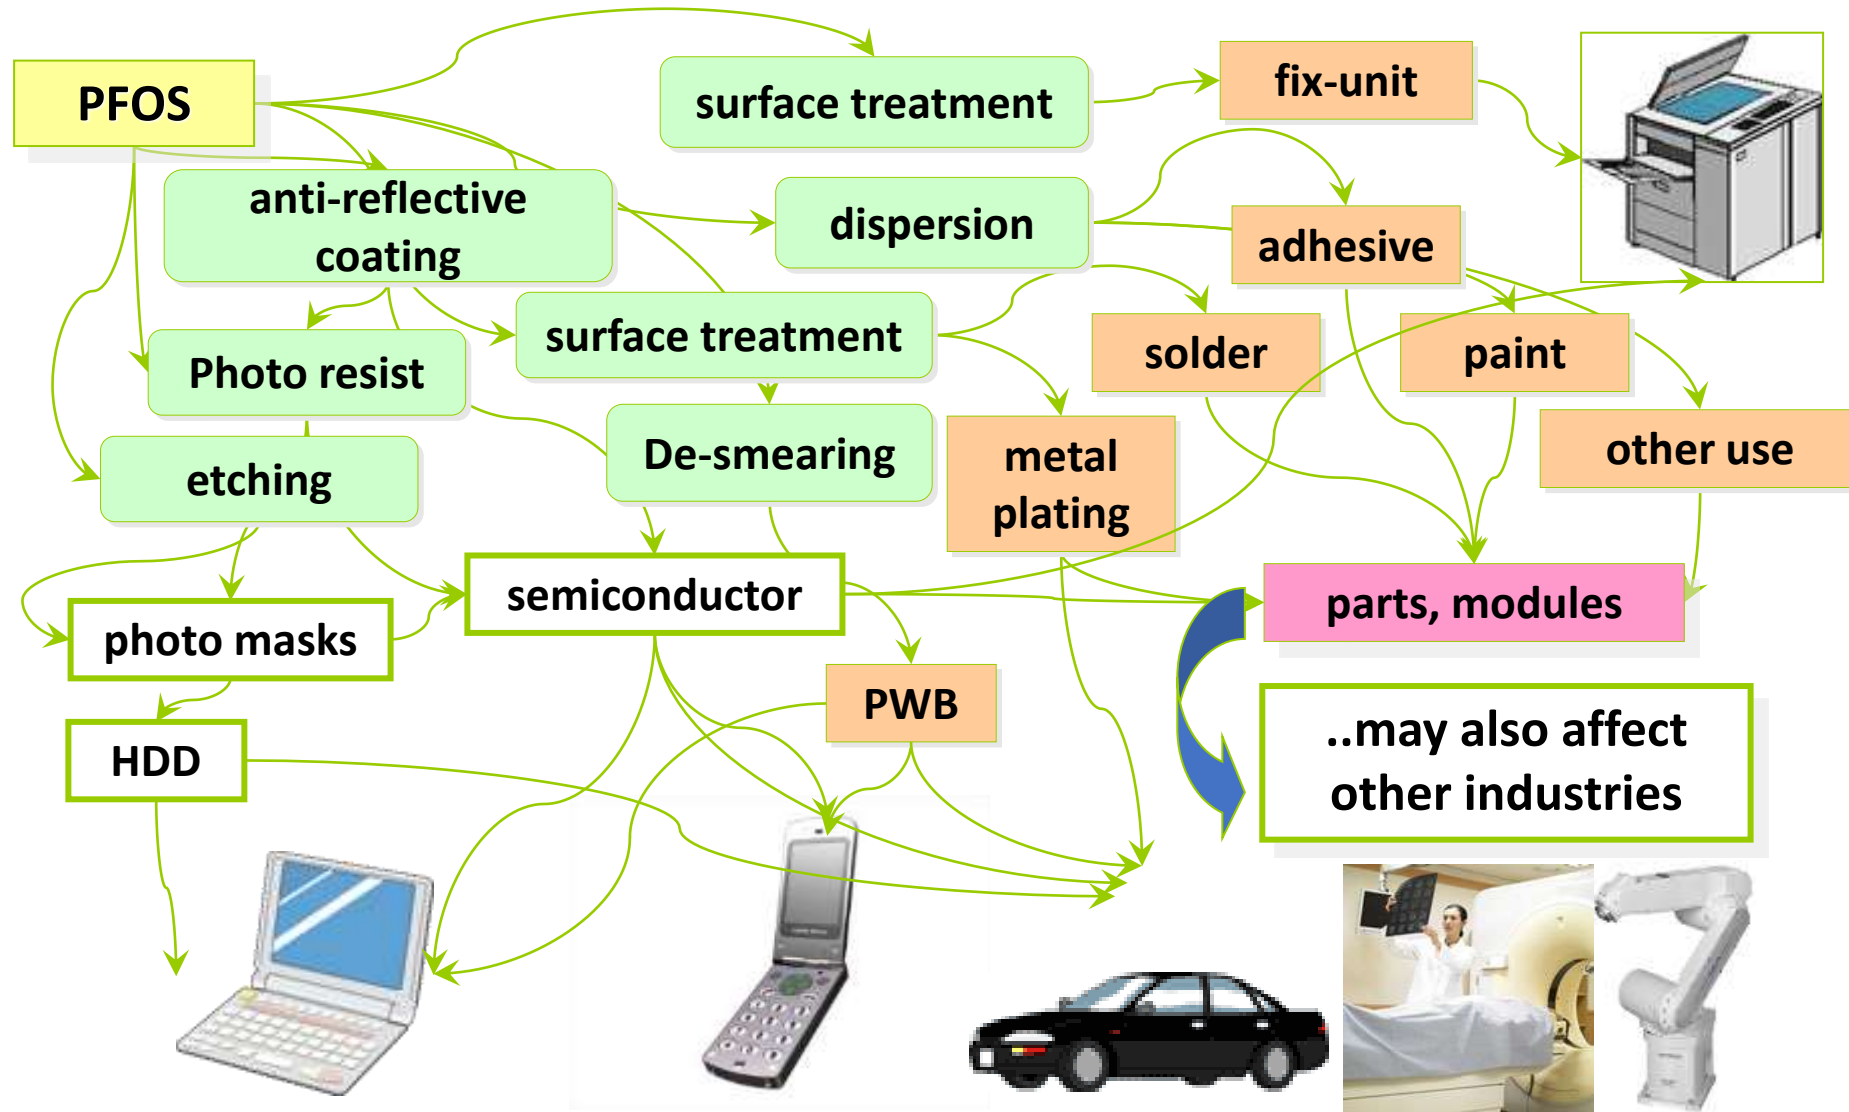 PFOS
surface treatment
fix-unit
anti-reflective
coating
dispersion
adhesive
surface treatment
solder
paint
Photo resist
De-smearing
metal
plating
other use
etching
semiconductor
parts, modules
photo masks
PWB
HDD
..may also affect
other industries